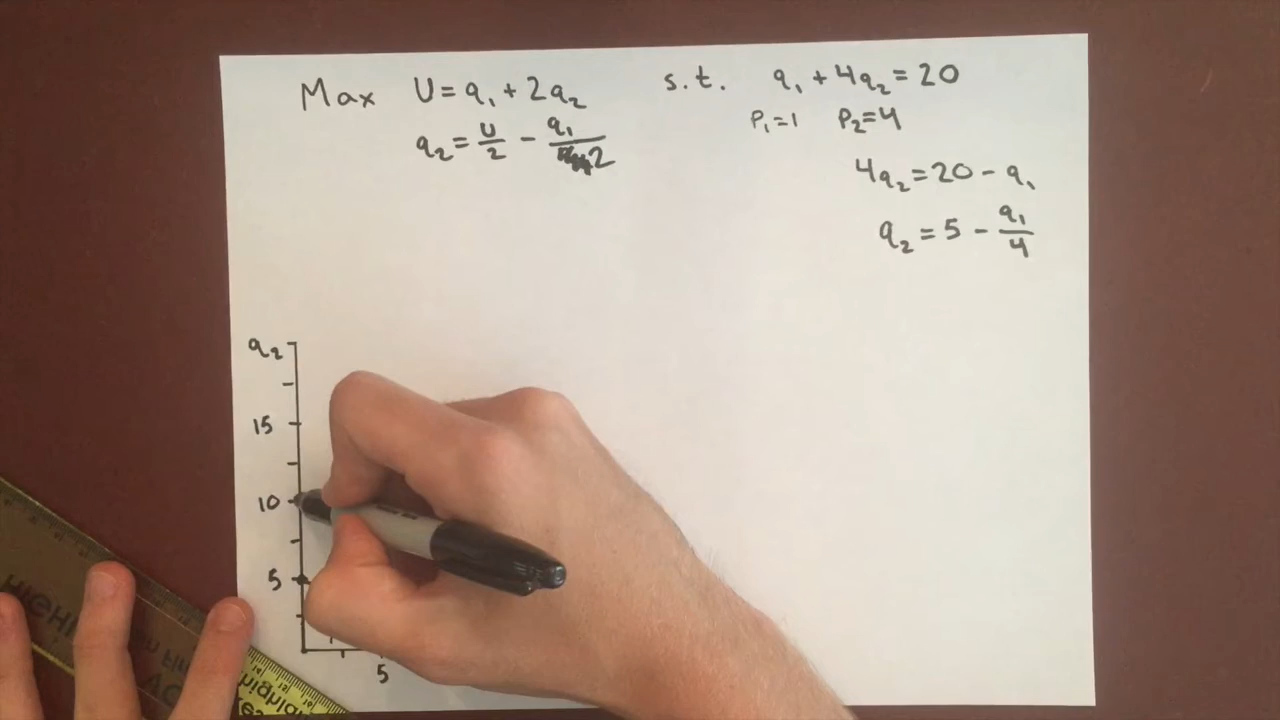 Max U = q₁ + 2q₂ s.t. q₁ + 4q₂ = 20
P₁=1 P₂=4
q₂ = U/2 - q₁/2
4q₂ = 20 - q₁
q₂ = 5 - q₁/4
q₂
15
10
5
5